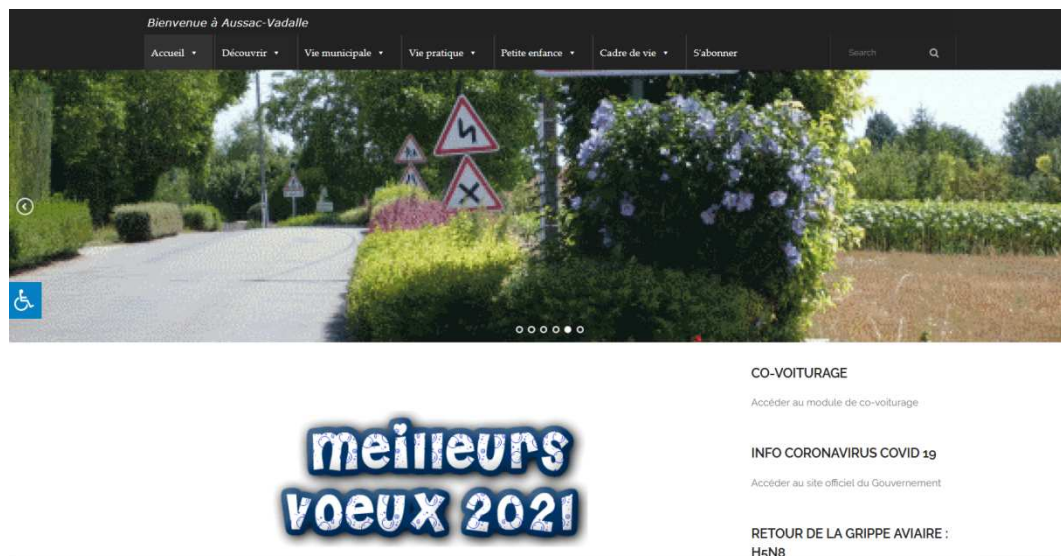 Bienvenue à Aussac-Vadalle
Accueil Découvrir Vie municipale Vie pratique Petite enfance Cadre de vie S'abonner Search
CO-VOITURAGE
Accéder au module de co-voiturage
meilleurs
voeux 2021
INFO CORONAVIRUS COVID 19
Accéder au site officiel du Gouvernement
RETOUR DE LA GRIPPE AVIAIRE :
H5N8